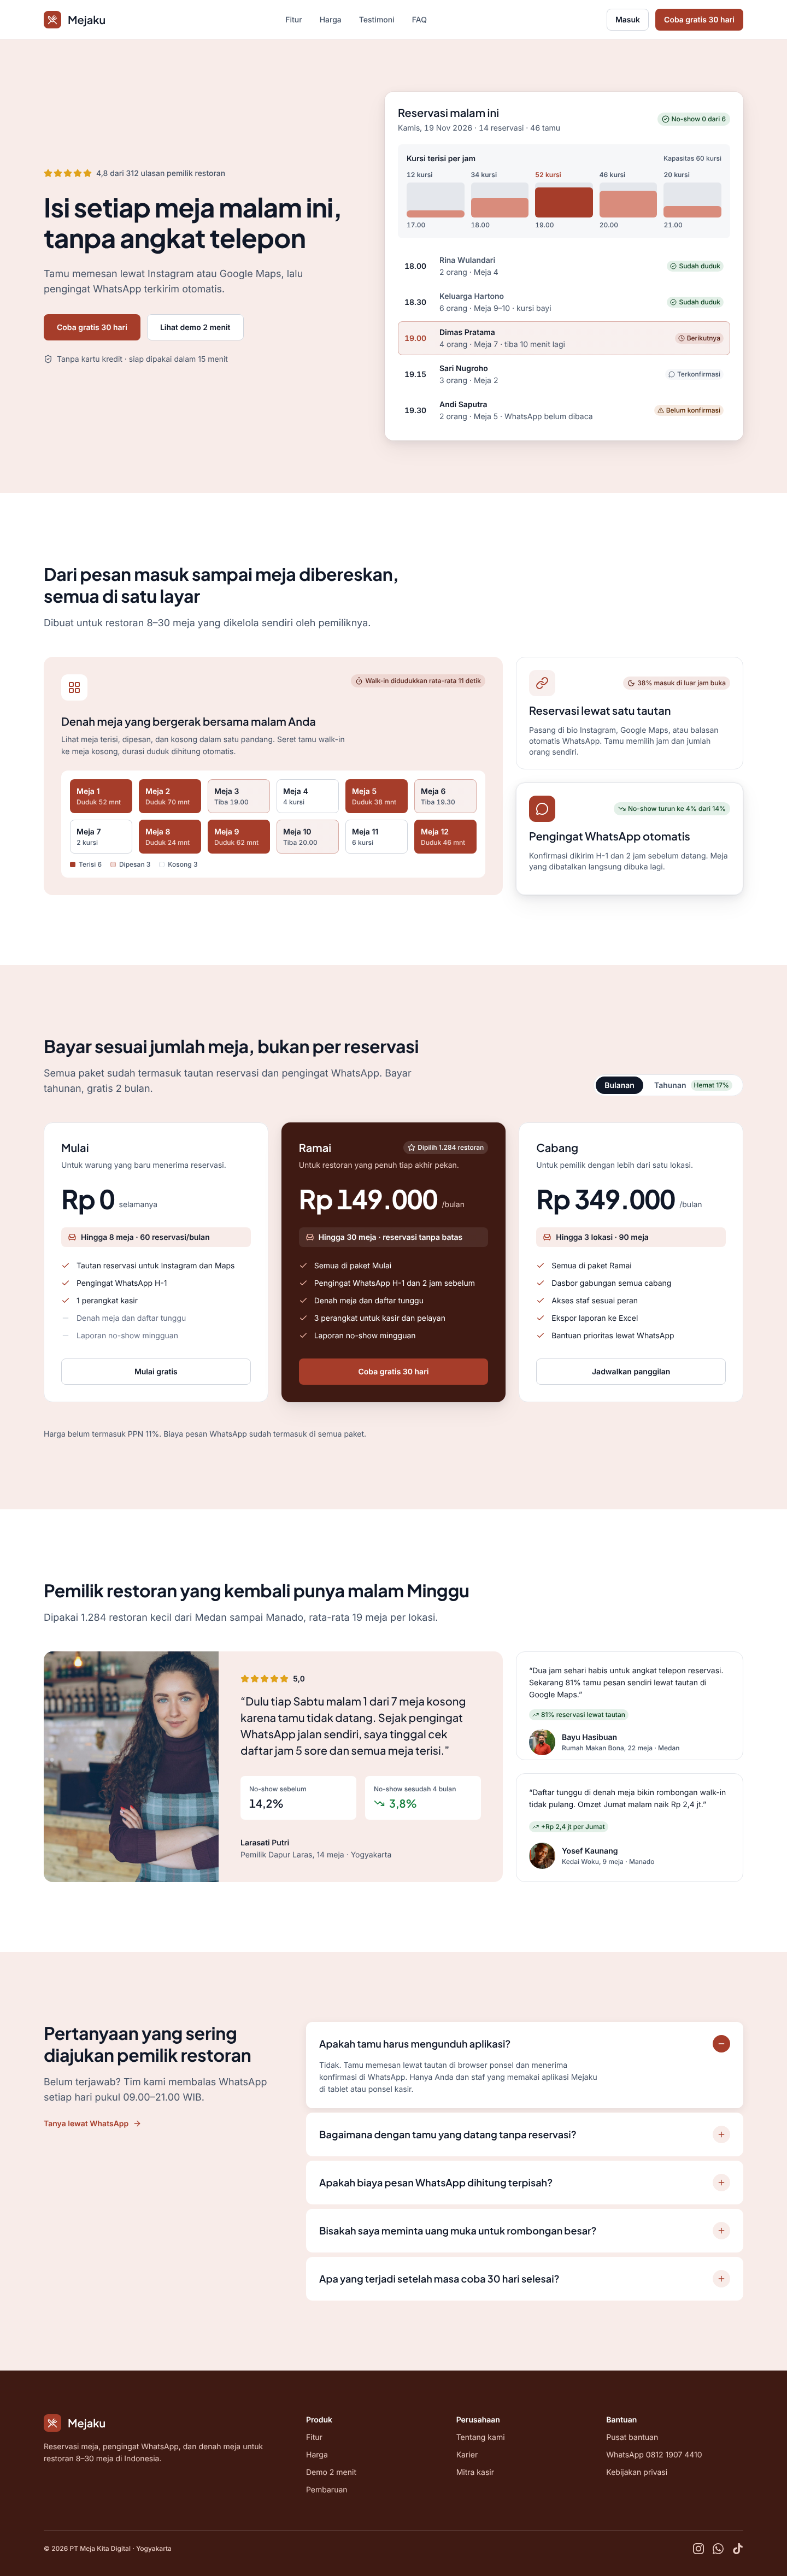 Mejaku
Fitur
Harga
Testimoni
FAQ
Masuk
Coba gratis 30 hari
4,8 dari 312 ulasan pemilik restoran
Isi setiap meja malam ini,
tanpa angkat telepon
Tamu memesan lewat Instagram atau Google Maps, lalu
pengingat WhatsApp terkirim otomatis.
Coba gratis 30 hari
Lihat demo 2 menit
Tanpa kartu kredit · siap dipakai dalam 15 menit
Reservasi malam ini
Kamis, 19 Nov 2026 · 14 reservasi · 46 tamu
No-show 0 dari 6
Kursi terisi per jam
Kapasitas 60 kursi
12 kursi
34 kursi
52 kursi
46 kursi
20 kursi
17.00
18.00
19.00
20.00
21.00
18.00
Rina Wulandari
2 orang · Meja 4
Sudah duduk
18.30
Keluarga Hartono
6 orang · Meja 9–10 · kursi bayi
Sudah duduk
19.00
Dimas Pratama
4 orang · Meja 7 · tiba 10 menit lagi
Berikutnya
19.15
Sari Nugroho
3 orang · Meja 2
Terkonfirmasi
19.30
Andi Saputra
2 orang · Meja 5 · WhatsApp belum dibaca
Belum konfirmasi
Dari pesan masuk sampai meja dibereskan,
semua di satu layar
Dibuat untuk restoran 8–30 meja yang dikelola sendiri oleh pemiliknya.
Walk-in didudukkan rata-rata 11 detik
Denah meja yang bergerak bersama malam Anda
Lihat meja terisi, dipesan, dan kosong dalam satu pandang. Seret tamu walk-in
ke meja kosong, durasi duduk dihitung otomatis.
Meja 1
Duduk 52 mnt
Meja 2
Duduk 70 mnt
Meja 3
Tiba 19.00
Meja 4
4 kursi
Meja 5
Duduk 38 mnt
Meja 6
Tiba 19.30
Meja 7
2 kursi
Meja 8
Duduk 24 mnt
Meja 9
Duduk 62 mnt
Meja 10
Tiba 20.00
Meja 11
6 kursi
Meja 12
Duduk 46 mnt
Terisi 6
Dipesan 3
Kosong 3
38% masuk di luar jam buka
Reservasi lewat satu tautan
Pasang di bio Instagram, Google Maps, atau balasan
otomatis WhatsApp. Tamu memilih jam dan jumlah
orang sendiri.
No-show turun ke 4% dari 14%
Pengingat WhatsApp otomatis
Konfirmasi dikirim H-1 dan 2 jam sebelum datang. Meja
yang dibatalkan langsung dibuka lagi.
Bayar sesuai jumlah meja, bukan per reservasi
Semua paket sudah termasuk tautan reservasi dan pengingat WhatsApp. Bayar
tahunan, gratis 2 bulan.
Bulanan
Tahunan
Hemat 17%
Mulai
Untuk warung yang baru menerima reservasi.
Rp 0 selamanya
Hingga 8 meja · 60 reservasi/bulan
Tautan reservasi untuk Instagram dan Maps
Pengingat WhatsApp H-1
1 perangkat kasir
Denah meja dan daftar tunggu
Laporan no-show mingguan
Mulai gratis
Ramai
Dipilih 1.284 restoran
Untuk restoran yang penuh tiap akhir pekan.
Rp 149.000 /bulan
Hingga 30 meja · reservasi tanpa batas
Semua di paket Mulai
Pengingat WhatsApp H-1 dan 2 jam sebelum
Denah meja dan daftar tunggu
3 perangkat untuk kasir dan pelayan
Laporan no-show mingguan
Coba gratis 30 hari
Cabang
Untuk pemilik dengan lebih dari satu lokasi.
Rp 349.000 /bulan
Hingga 3 lokasi · 90 meja
Semua di paket Ramai
Dasbor gabungan semua cabang
Akses staf sesuai peran
Ekspor laporan ke Excel
Bantuan prioritas lewat WhatsApp
Jadwalkan panggilan
Harga belum termasuk PPN 11%. Biaya pesan WhatsApp sudah termasuk di semua paket.
Pemilik restoran yang kembali punya malam Minggu
Dipakai 1.284 restoran kecil dari Medan sampai Manado, rata-rata 19 meja per lokasi.
5,0
“Dulu tiap Sabtu malam 1 dari 7 meja kosong
karena tamu tidak datang. Sejak pengingat
WhatsApp jalan sendiri, saya tinggal cek
daftar jam 5 sore dan semua meja terisi.”
No-show sebelum
14,2%
No-show sesudah 4 bulan
3,8%
Larasati Putri
Pemilik Dapur Laras, 14 meja · Yogyakarta
“Dua jam sehari habis untuk angkat telepon reservasi.
Sekarang 81% tamu pesan sendiri lewat tautan di
Google Maps.”
81% reservasi lewat tautan
Bayu Hasibuan
Rumah Makan Bona, 22 meja · Medan
“Daftar tunggu di denah meja bikin rombongan walk-in
tidak pulang. Omzet Jumat malam naik Rp 2,4 jt.”
+Rp 2,4 jt per Jumat
Yosef Kaunang
Kedai Woku, 9 meja · Manado
Pertanyaan yang sering
diajukan pemilik restoran
Belum terjawab? Tim kami membalas WhatsApp
setiap hari pukul 09.00–21.00 WIB.
Tanya lewat WhatsApp
Apakah tamu harus mengunduh aplikasi?
Tidak. Tamu memesan lewat tautan di browser ponsel dan menerima
konfirmasi di WhatsApp. Hanya Anda dan staf yang memakai aplikasi Mejaku
di tablet atau ponsel kasir.
Bagaimana dengan tamu yang datang tanpa reservasi?
Apakah biaya pesan WhatsApp dihitung terpisah?
Bisakah saya meminta uang muka untuk rombongan besar?
Apa yang terjadi setelah masa coba 30 hari selesai?
Mejaku
Reservasi meja, pengingat WhatsApp, dan denah meja untuk
restoran 8–30 meja di Indonesia.
Produk
Fitur
Harga
Demo 2 menit
Pembaruan
Perusahaan
Tentang kami
Karier
Mitra kasir
Bantuan
Pusat bantuan
WhatsApp 0812 1907 4410
Kebijakan privasi
© 2026 PT Meja Kita Digital · Yogyakarta